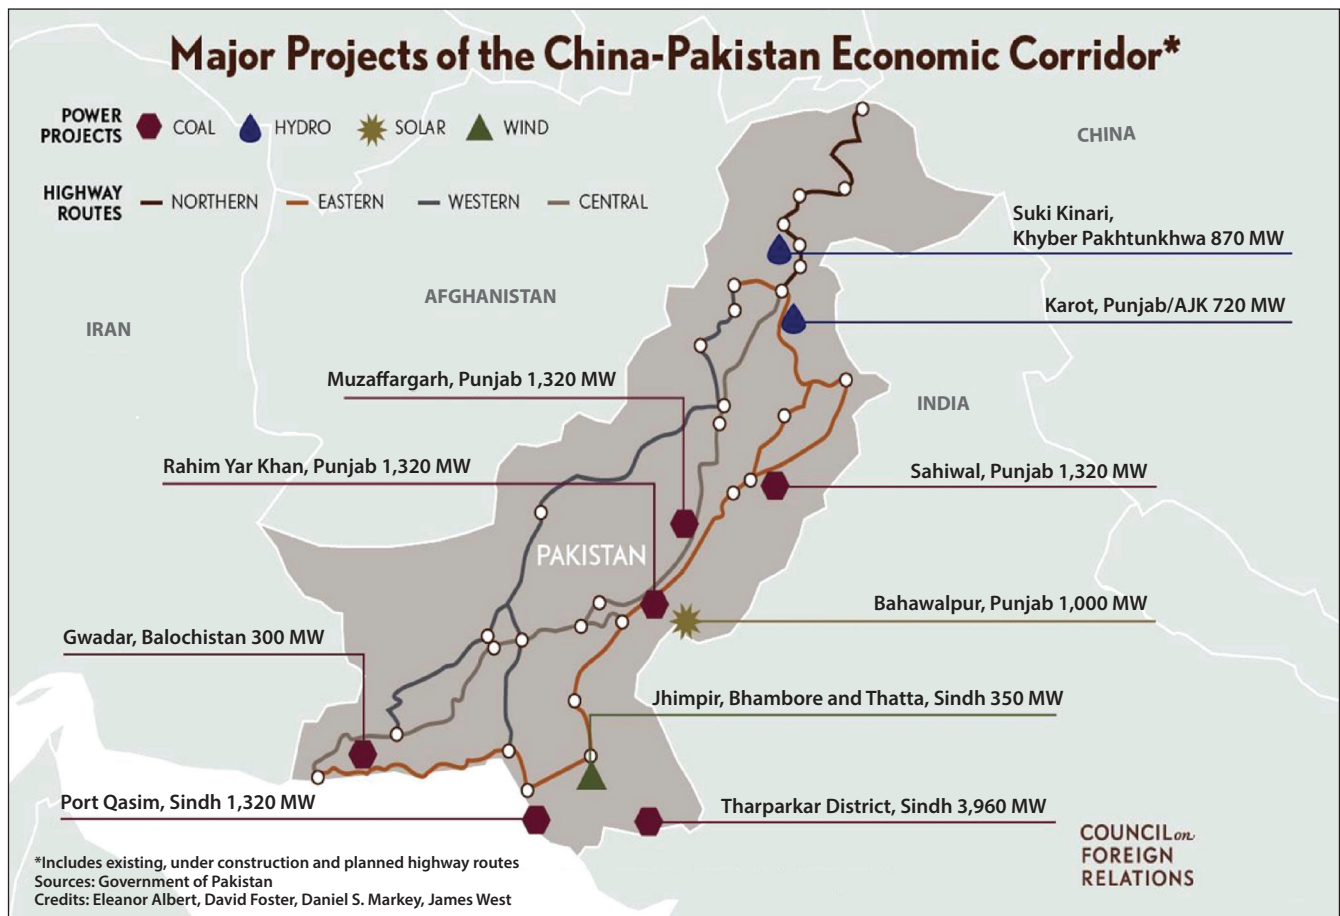 Major Projects of the China-Pakistan Economic Corridor*
POWER
PROJECTS
COAL
HYDRO
SOLAR
WIND
HIGHWAY
ROUTES
NORTHERN
EASTERN
WESTERN
CENTRAL
CHINA
Suki Kinari,
Khyber Pakhtunkhwa 870 MW
AFGHANISTAN
IRAN
Karot, Punjab/AJK 720 MW
Muzaffargarh, Punjab 1,320 MW
INDIA
Rahim Yar Khan, Punjab 1,320 MW
Sahiwal, Punjab 1,320 MW
PAKISTAN
Bahawalpur, Punjab 1,000 MW
Gwadar, Balochistan 300 MW
Jhimpir, Bhambore and Thatta, Sindh 350 MW
Port Qasim, Sindh 1,320 MW
Tharparkar District, Sindh 3,960 MW
*Includes existing, under construction and planned highway routes
Sources: Government of Pakistan
Credits: Eleanor Albert, David Foster, Daniel S. Markey, James West
COUNCIL on
FOREIGN
RELATIONS